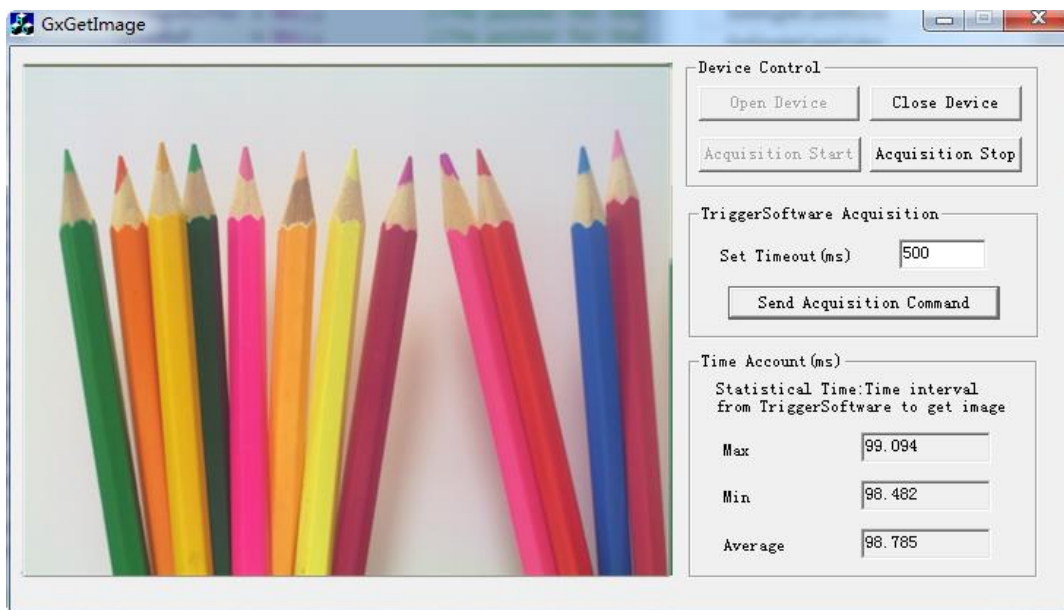 GxGetImage
Device Control
Open Device
Close Device
Acquisition Start
Acquisition Stop
TriggerSoftware Acquisition
Set Timeout(ms)
500
Send Acquisition Command
Time Account(ms)
Statistical Time:Time interval
from TriggerSoftware to get image
Max
99.094
Min
98.482
Average
98.785